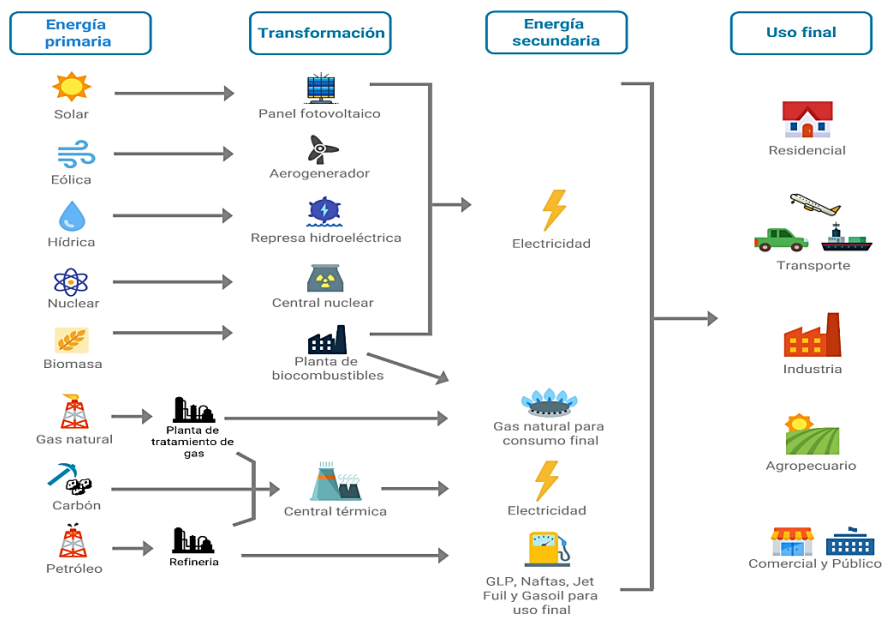 Energía
primaria
Transformación
Energía
secundaria
Uso final
Solar
Panel fotovoltaico
Eólica
Aerogenerador
Hídrica
Represa hidroeléctrica
Nuclear
Central nuclear
Biomasa
Planta de
biocombustibles
Gas natural
Planta de
tratamiento de
gas
Carbón
Central térmica
Petróleo
Refineria
Electricidad
Gas natural para
consumo final
Electricidad
GLP, Naftas, Jet
Fuil y Gasoil para
uso final
Residencial
Transporte
Industria
Agropecuario
Comercial y Público